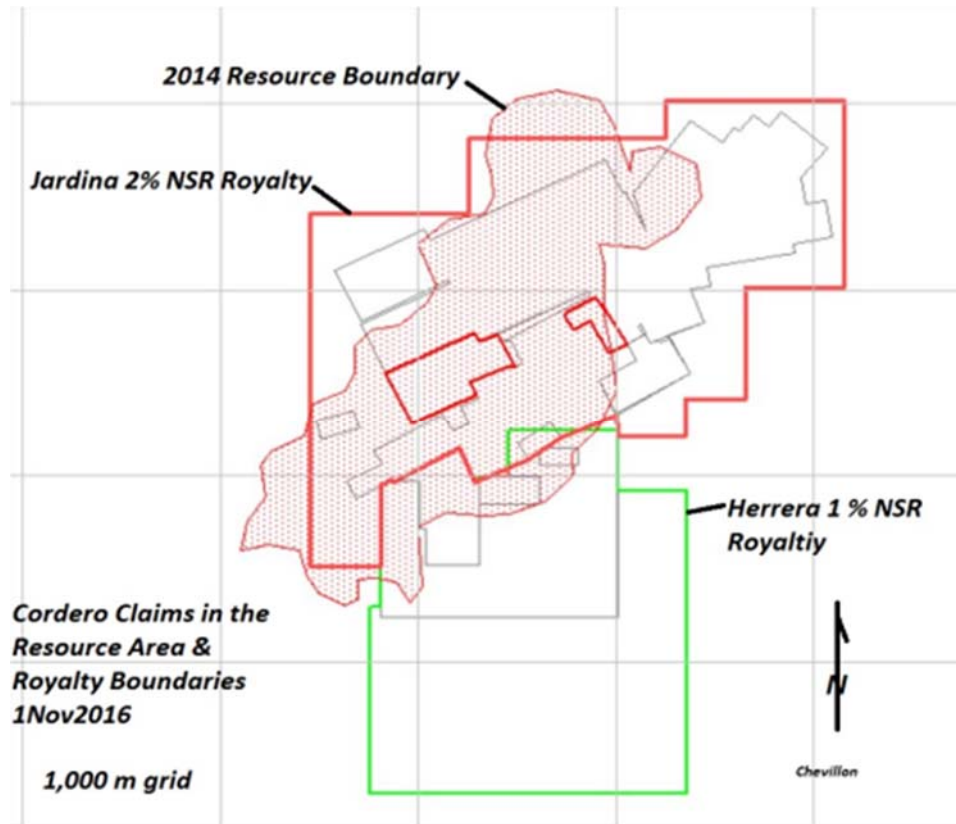 2014 Resource Boundary
Jardina 2% NSR Royalty
Herrera 1 % NSR
Royaltiy
Cordero Claims in the
Resource Area &
Royalty Boundaries
1Nov2016
N
1,000 m grid
Chevillon